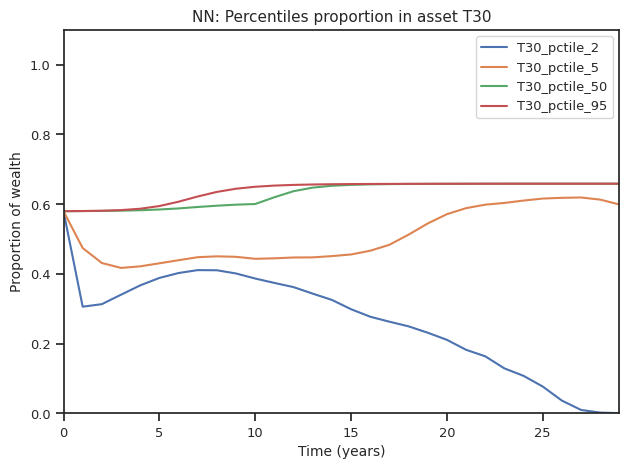 NN: Percentiles proportion in asset T30
T30_pctile_2
T30_pctile_5
T30_pctile_50
T30_pctile_95
Proportion of wealth
1.0
0.8
0.6
0.4
0.2
0.0
0 5 10 15 20 25
Time (years)